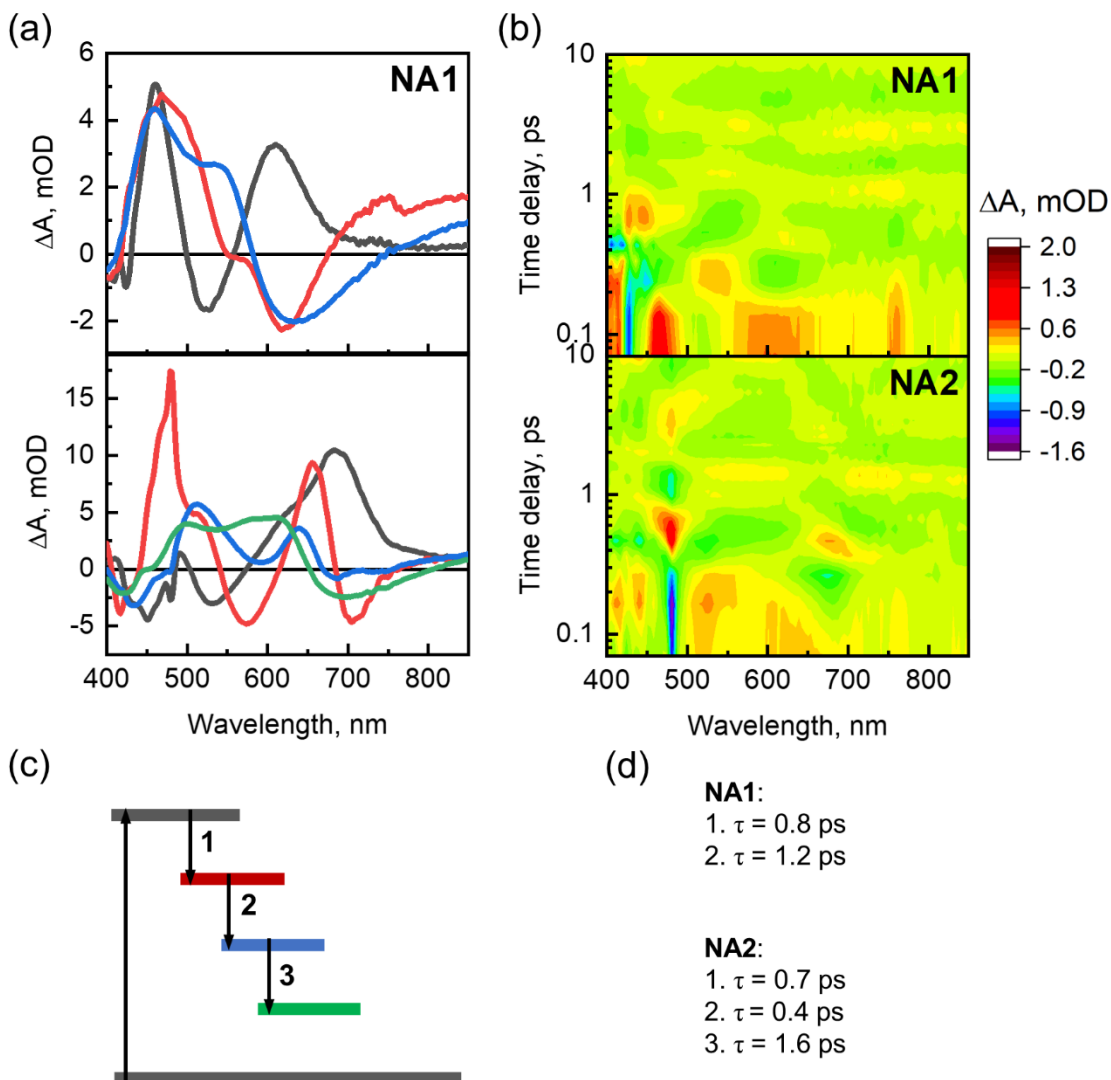 (a)
NA1
6
4
2
0
-2
ΔA, mOD
15
10
5
0
-5
ΔA, mOD
400 500 600 700 800
Wavelength, nm
(b)
10
NA1
1
0.1
Time delay, ps
10
NA2
1
0.1
Time delay, ps
400 500 600 700 800
Wavelength, nm
ΔA, mOD
2.0
1.3
0.6
-0.2
-0.9
-1.6
(c)
1
2
3
(d)
NA1:
1. τ = 0.8 ps
2. τ = 1.2 ps
NA2:
1. τ = 0.7 ps
2. τ = 0.4 ps
3. τ = 1.6 ps